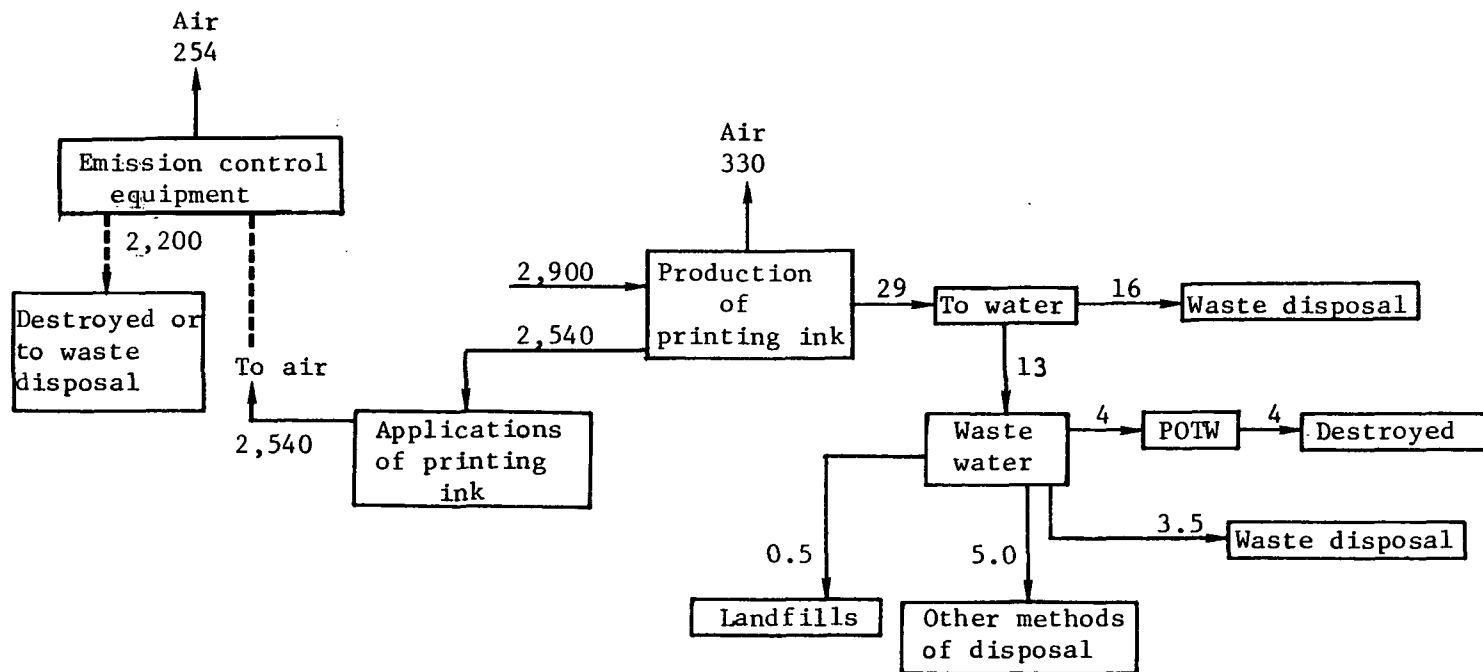 Air
254
Emission control
equipment
2,200
Destroyed or
to waste
disposal
To air
2,540
Applications
of printing
ink
Air
330
2,900
2,540
Production
of
printing ink
29
To water
16
Waste disposal
13
Waste
water
4
POTW
4
Destroyed
3.5
Waste disposal
0.5
Landfills
5.0
Other methods
of disposal